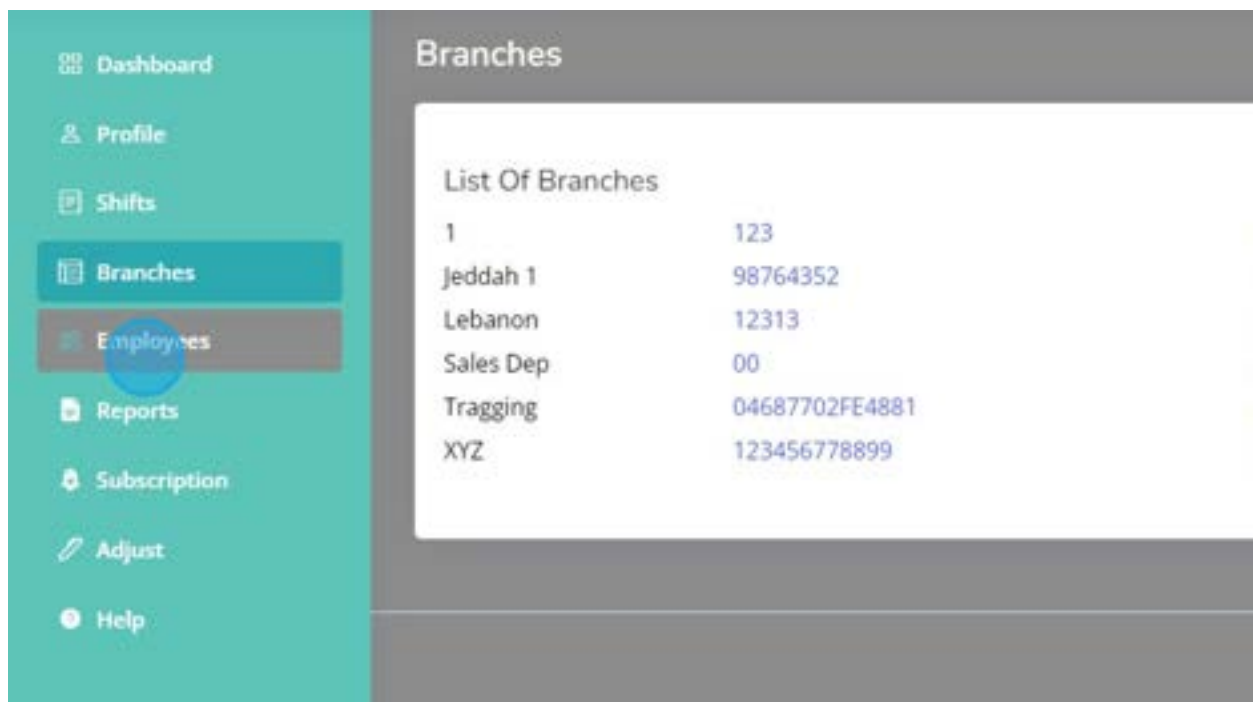 Dashboard
Profile
Shifts
Branches
Employees
Reports
Subscription
Adjust
Help
Branches
List Of Branches
1 123
Jeddah 1 98764352
Lebanon 12313
Sales Dep 00
Tragging 04687702FE4881
XYZ 123456778899